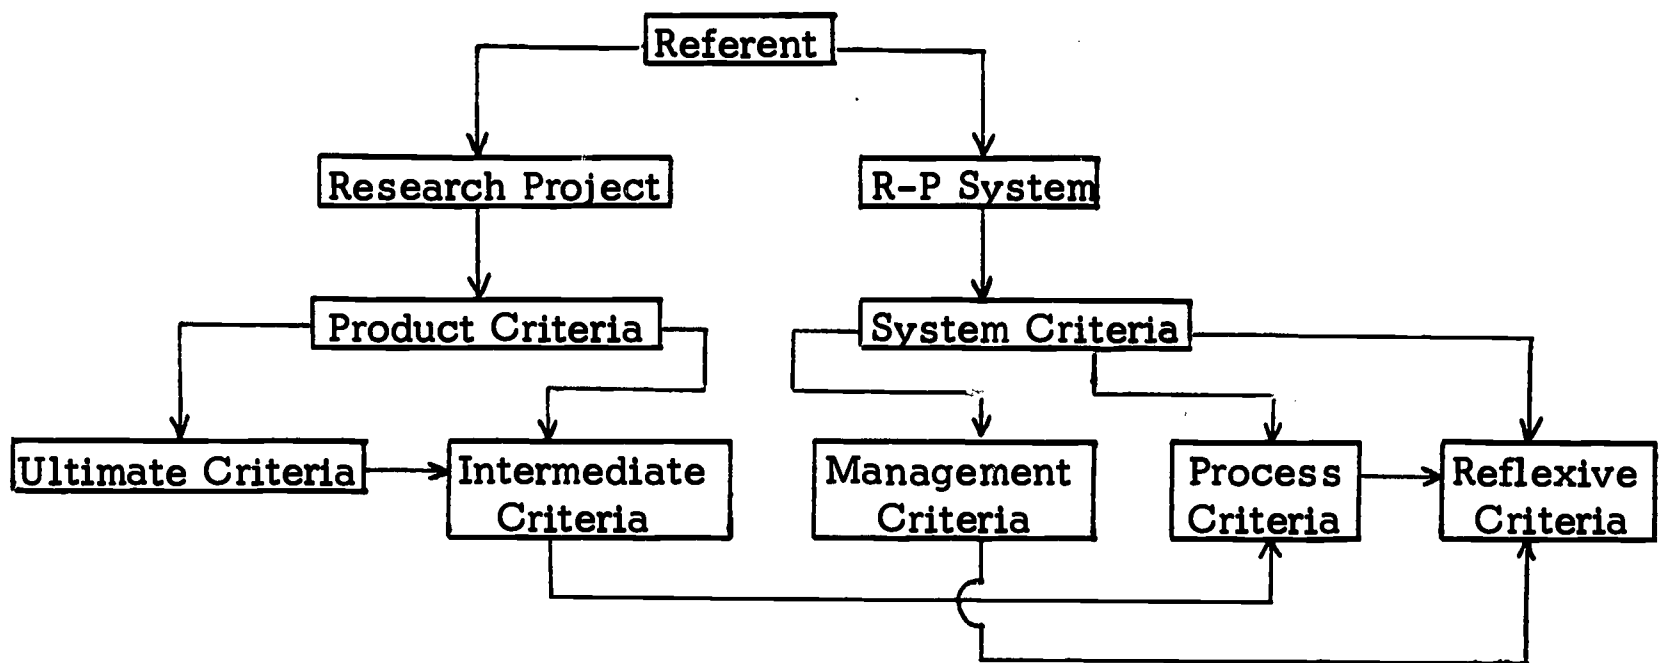 Referent
Research Project
R-P System
Product Criteria
System Criteria
Ultimate Criteria
Intermediate
Criteria
Management
Criteria
Process
Criteria
Reflexive
Criteria